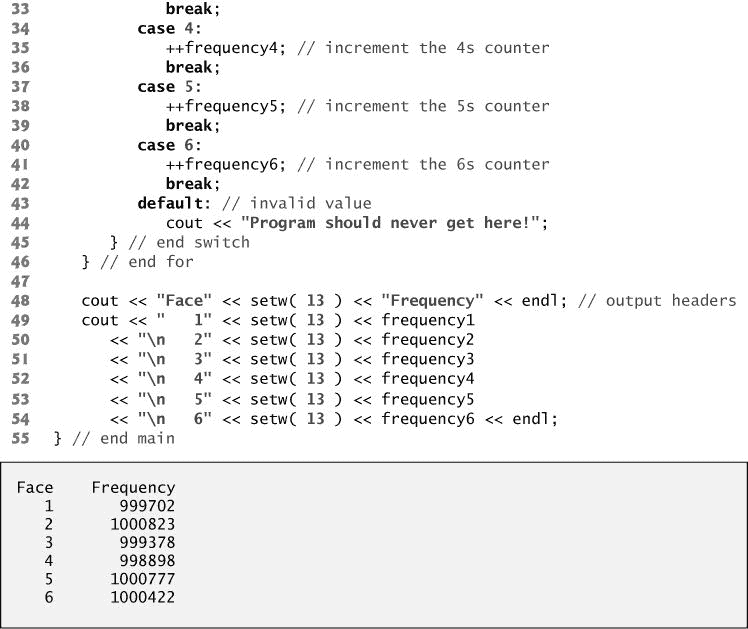 33 break;
34 case 4:
35 ++frequency4; // increment the 4s counter
36 break;
37 case 5:
38 ++frequency5; // increment the 5s counter
39 break;
40 case 6:
41 ++frequency6; // increment the 6s counter
42 break;
43 default: // invalid value
44 cout << "Program should never get here!";
45 } // end switch
46 } // end for
47
48 cout << "Face" << setw( 13 ) << "Frequency" << endl; // output headers
49 cout << "   1" << setw( 13 ) << frequency1
50 << "\n   2" << setw( 13 ) << frequency2
51 << "\n   3" << setw( 13 ) << frequency3
52 << "\n   4" << setw( 13 ) << frequency4
53 << "\n   5" << setw( 13 ) << frequency5
54 << "\n   6" << setw( 13 ) << frequency6 << endl;
55 } // end main
Face Frequency
1 999702
2 1000823
3 999378
4 998898
5 1000777
6 1000422